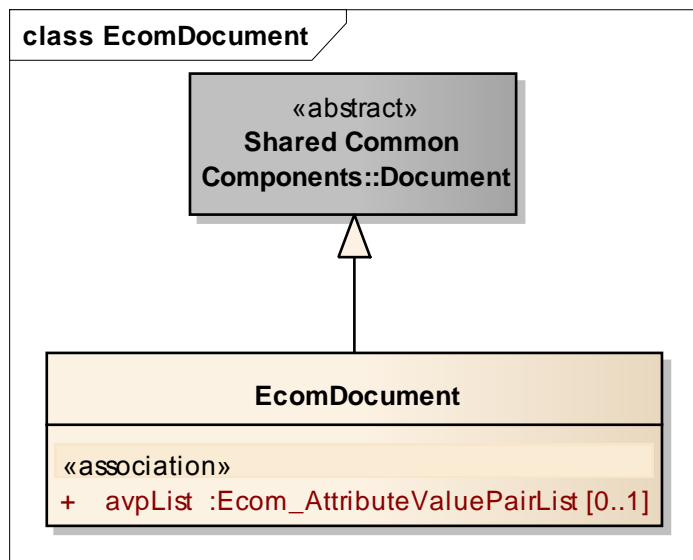 class EcomDocument
«abstract»
Shared Common
Components::Document
EcomDocument
«association»
+ avpList :Ecom_AttributeValuePairList [0..1]